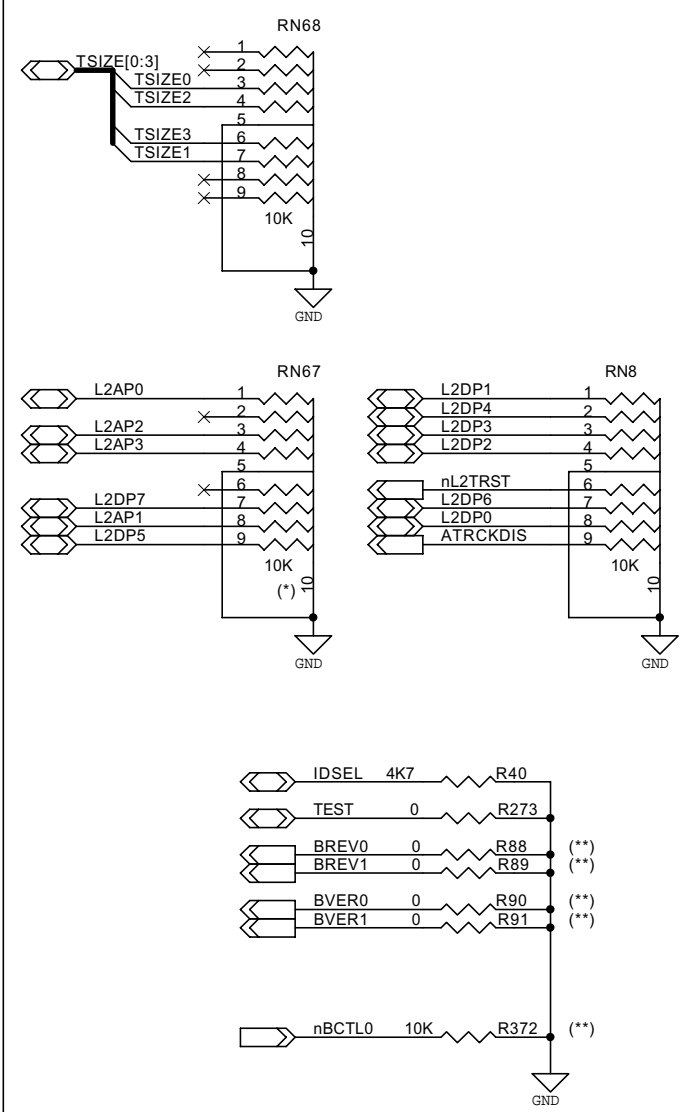 RN68
TSIZE[0:3]
1
2
TSIZE0 3
TSIZE2 4
5
TSIZE3 6
TSIZE1 7
8
9
10K
10
GND
RN67
L2AP0 1
2
L2AP2 3
L2AP3 4
5
6
L2DP7 7
L2AP1 8
L2DP5 9
10K
(*) 10
GND
RN8
L2DP1 1
L2DP4 2
L2DP3 3
L2DP2 4
5
nL2TRST 6
L2DP6 7
L2DP0 8
ATRCKDIS 9
10K
10
GND
IDSEL 4K7 R40
TEST 0 R273
BREV0 0 R88 (**)
BREV1 0 R89 (**)
BVER0 0 R90 (**)
BVER1 0 R91 (**)
nBCTL0 10K R372 (**)
GND